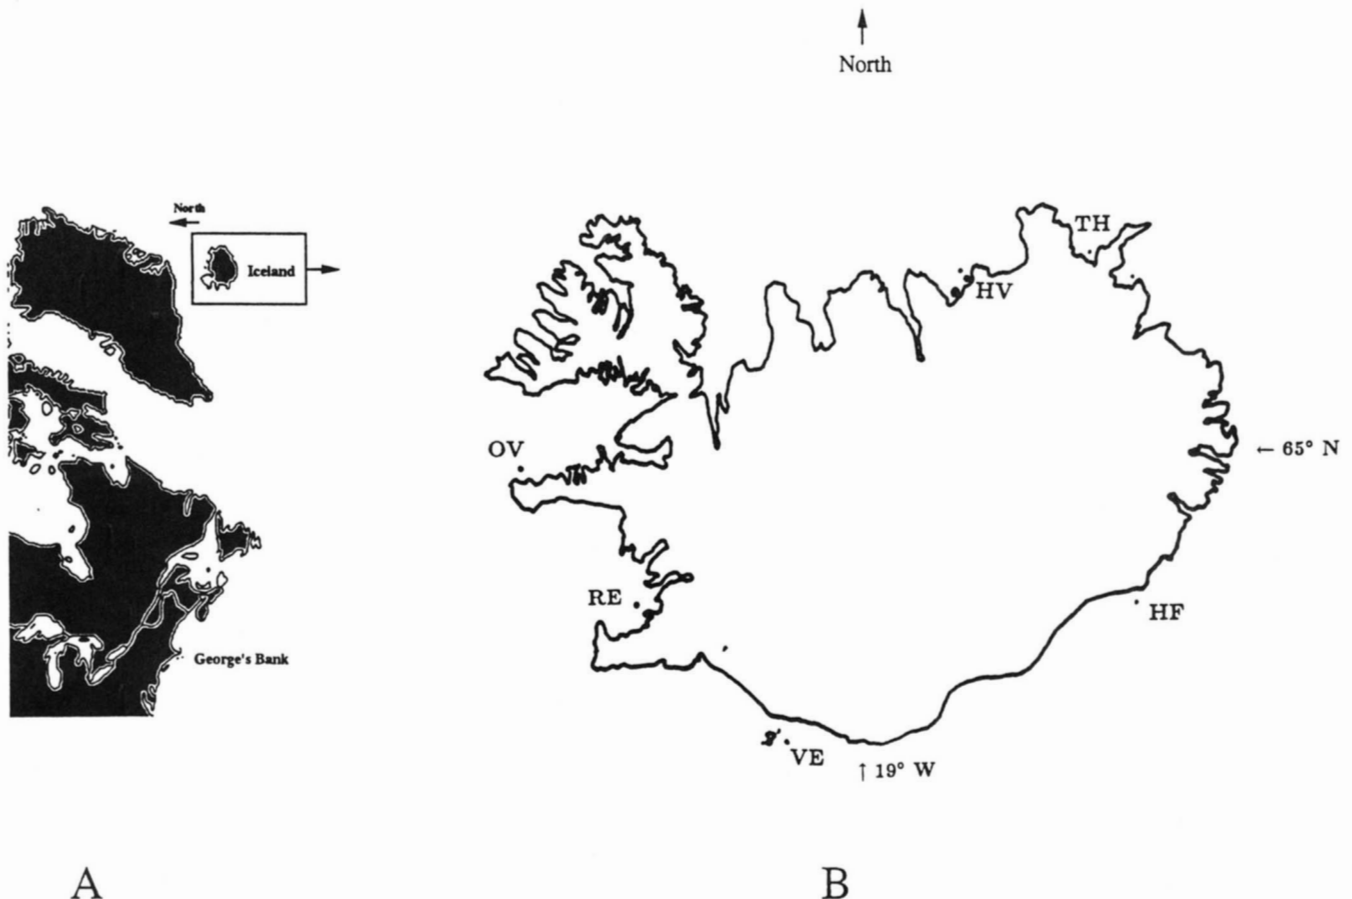 North
North
Iceland
TH
HV
OV
← 65° N
RE
HF
George's Bank
VE
↑ 19° W
A
B